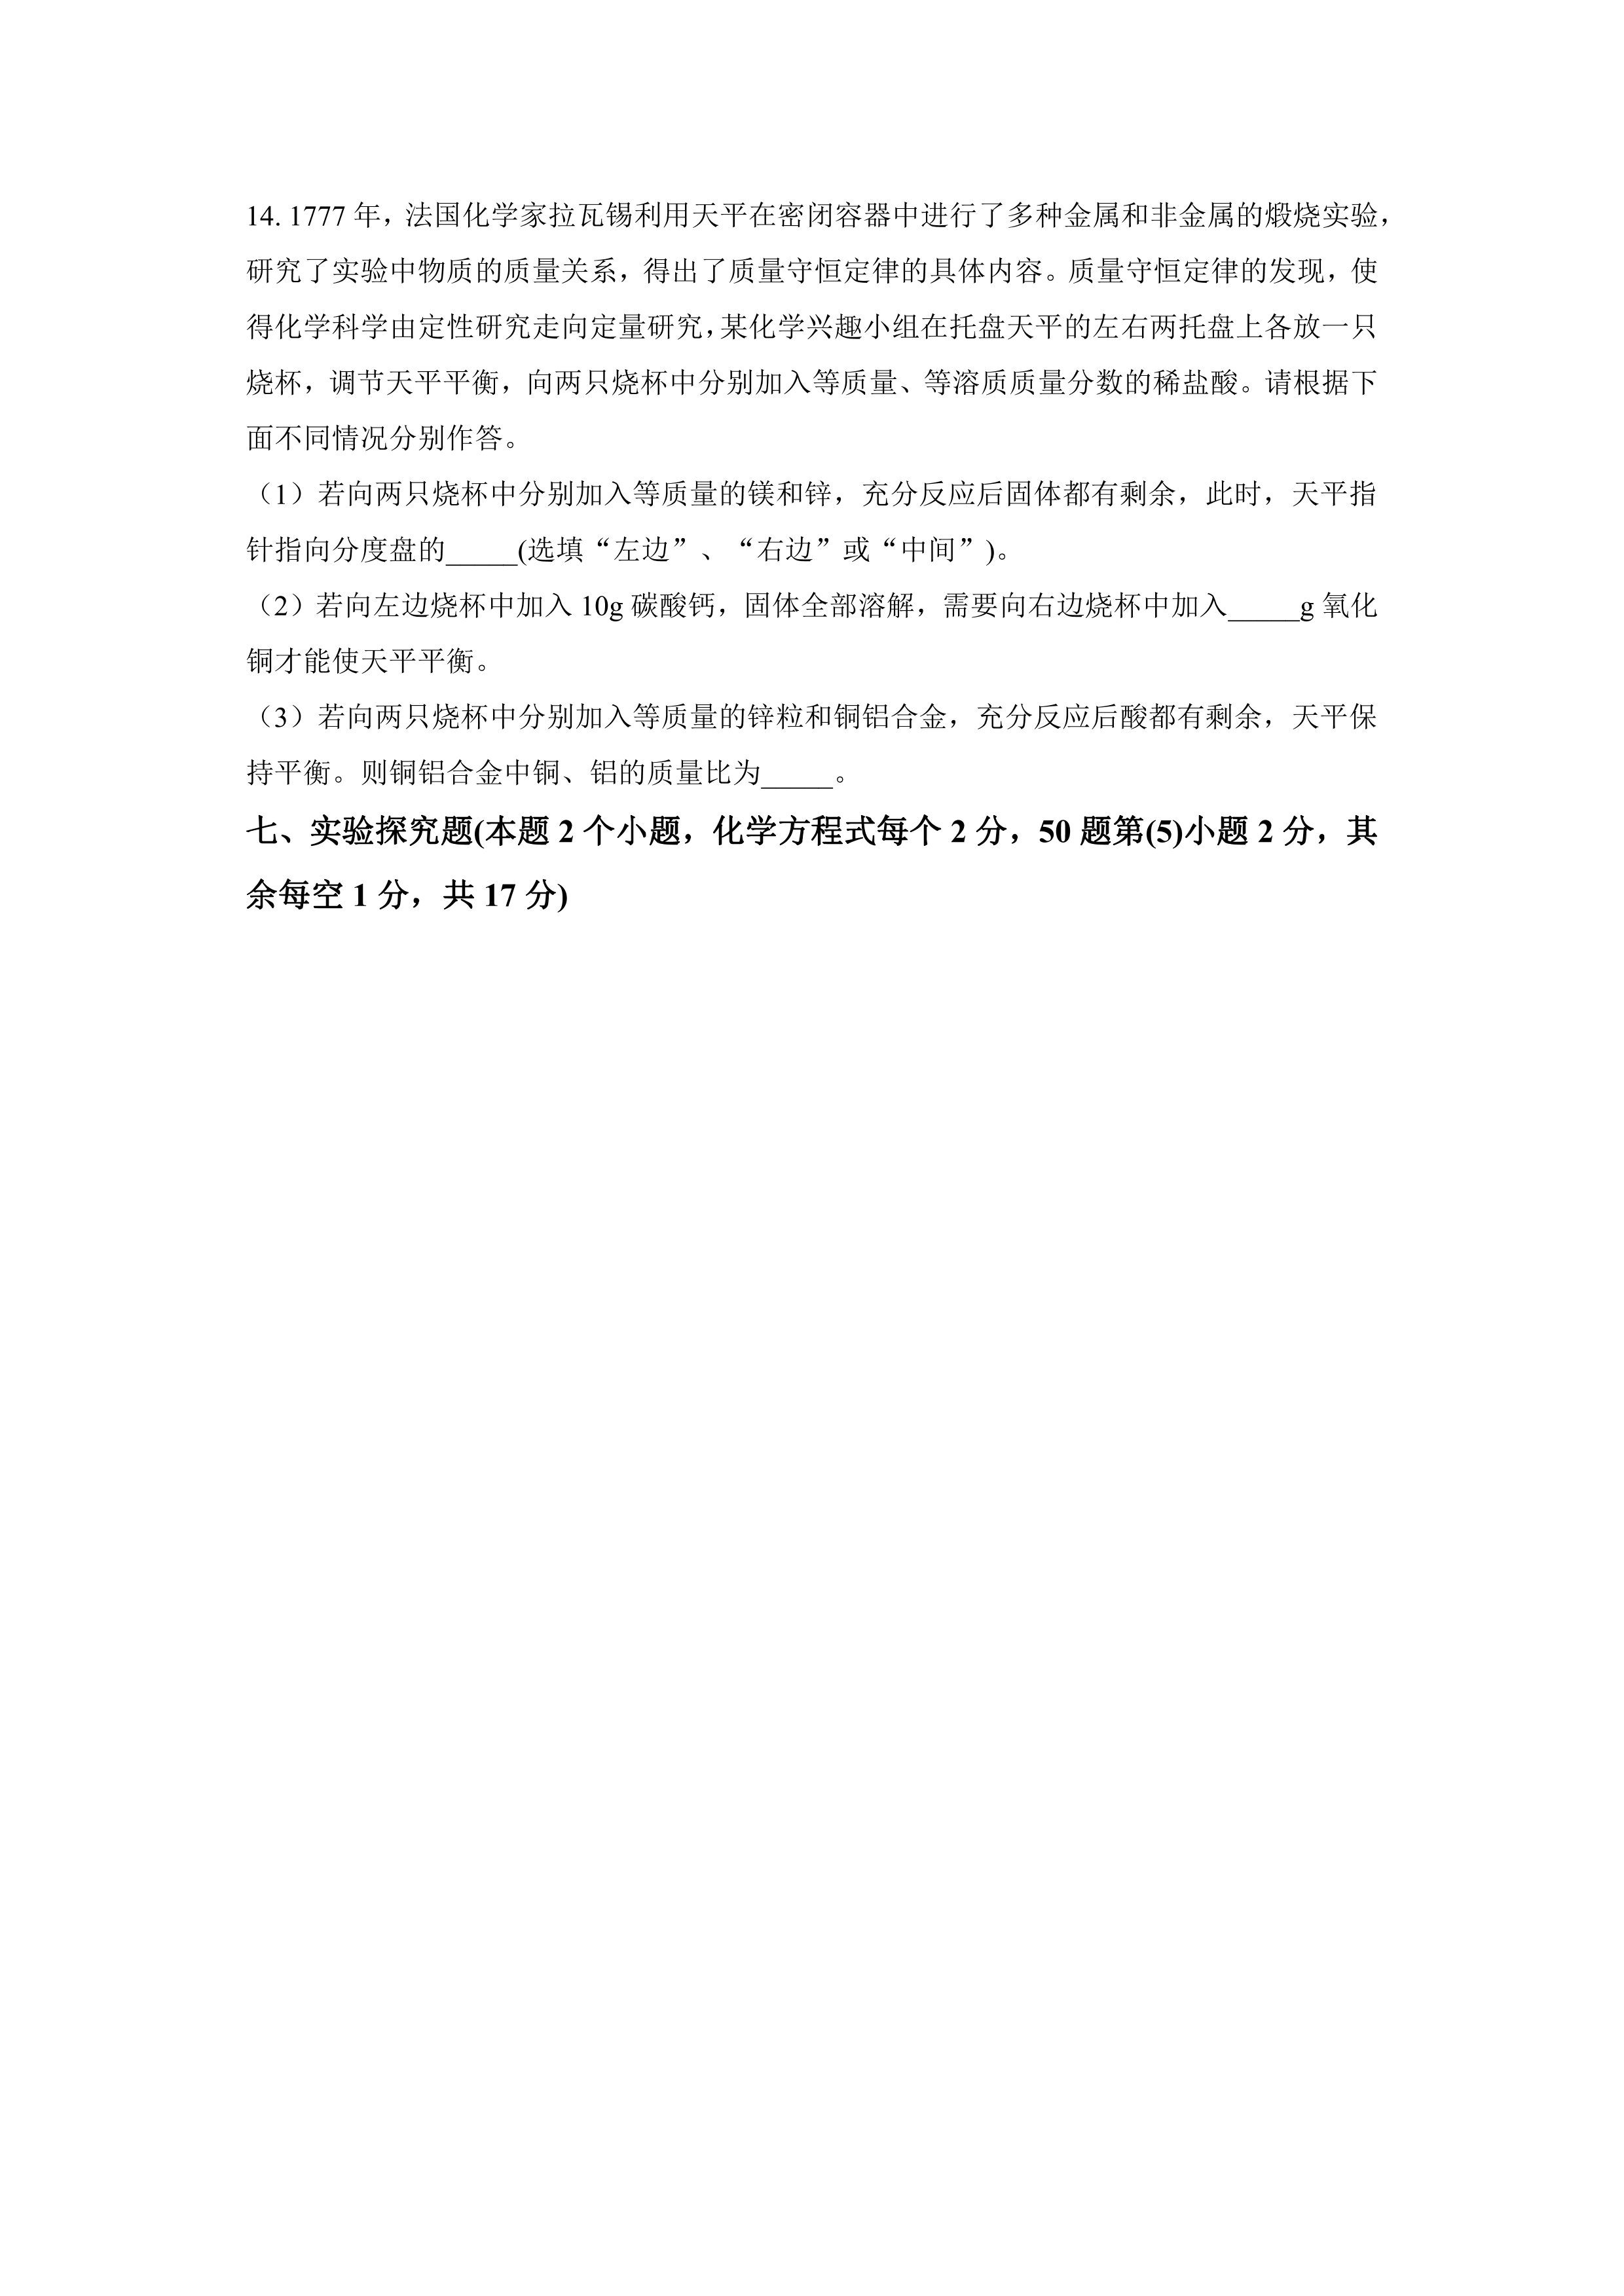 14. 1777 年，法国化学家拉瓦锡利用天平在密闭容器中进行了多种金属和非金属的煅烧实验，
研究了实验中物质的质量关系，得出了质量守恒定律的具体内容。质量守恒定律的发现，使
得化学科学由定性研究走向定量研究，某化学兴趣小组在托盘天平的左右两托盘上各放一只
烧杯，调节天平平衡，向两只烧杯中分别加入等质量、等溶质质量分数的稀盐酸。请根据下
面不同情况分别作答。
（1）若向两只烧杯中分别加入等质量的镁和锌，充分反应后固体都有剩余，此时，天平指
针指向分度盘的_____(选填“左边”、“右边”或“中间”)。
（2）若向左边烧杯中加入 10g 碳酸钙，固体全部溶解，需要向右边烧杯中加入_____g 氧化
铜才能使天平平衡。
（3）若向两只烧杯中分别加入等质量的锌粒和铜铝合金，充分反应后酸都有剩余，天平保
持平衡。则铜铝合金中铜、铝的质量比为_____。
七、实验探究题(本题 2 个小题，化学方程式每个 2 分，50 题第(5)小题 2 分，其
余每空 1 分，共 17 分)